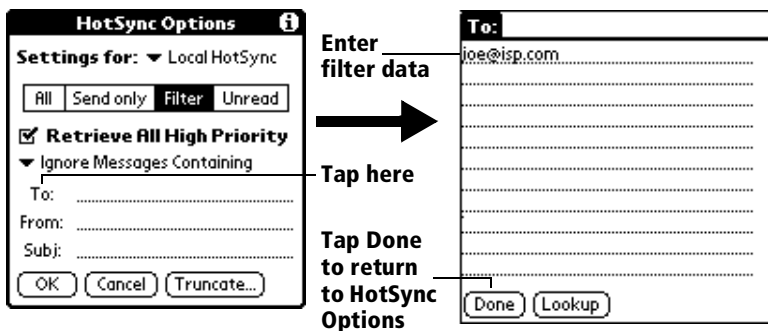 HotSync Options
Settings for: Local HotSync
All Send only Filter Unread
Retrieve All High Priority
Ignore Messages Containing
To:
From:
Subj:
OK Cancel Truncate...
Enter
filter data
Tap here
Tap Done
to return
to HotSync
Options
To:
joe@isp.com
Done Lookup